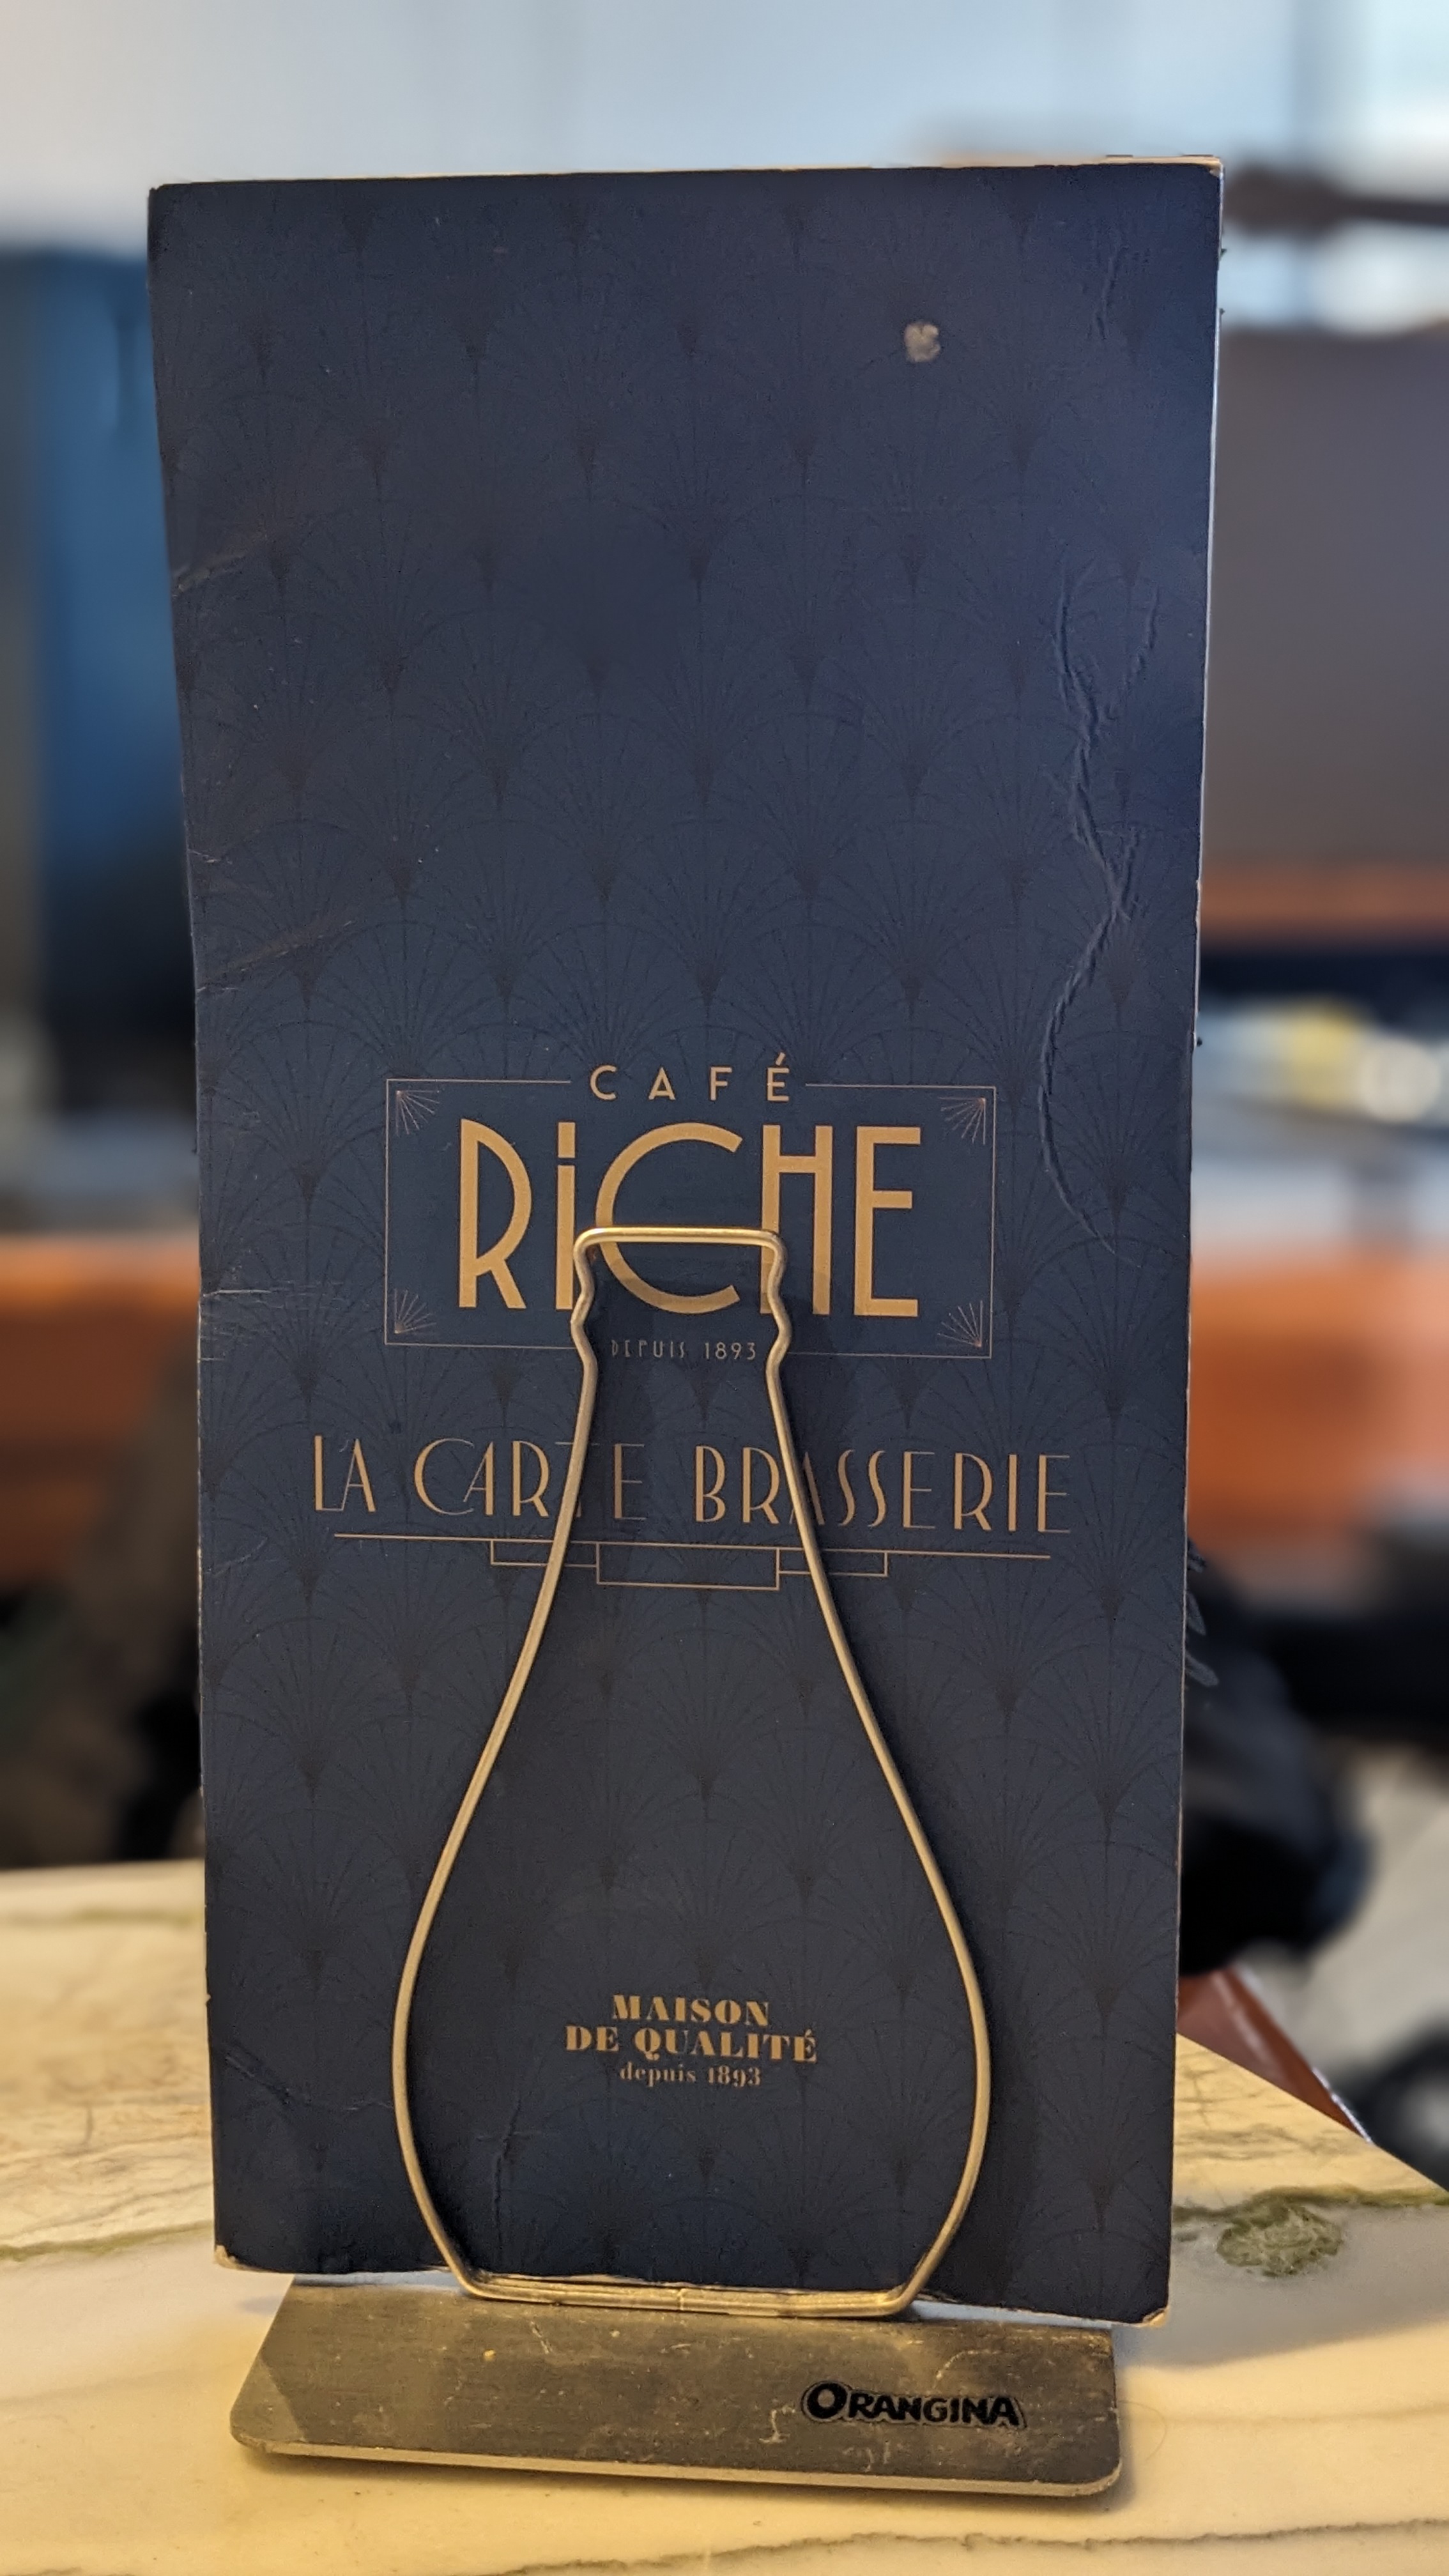 CAFÉ
RiCHE
DEPUIS 1893
LA CARTE BRASSERIE
MAISON
DE QUALITÉ
depuis 1893
ORANGINA